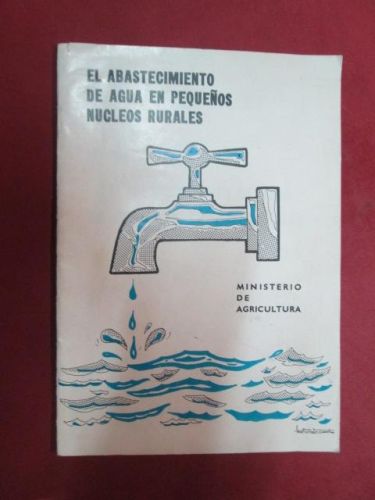 EL ABASTECIMIENTO
DE AGUA EN PEQUEÑOS
NUCLEOS RURALES
MINISTERIO
DE
AGRICULTURA